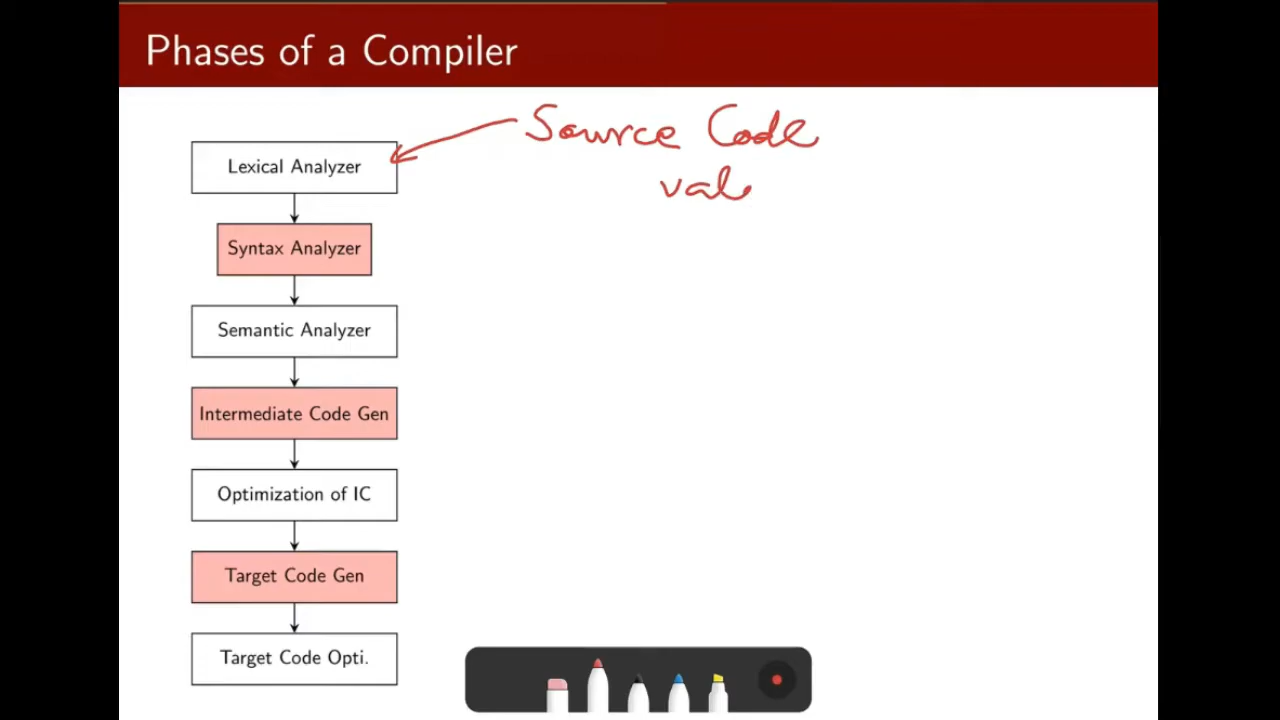 Phases of a Compiler
Source Code
Lexical Analyzer
val
Syntax Analyzer
Semantic Analyzer
Intermediate Code Gen
Optimization of IC
Target Code Gen
Target Code Opti.